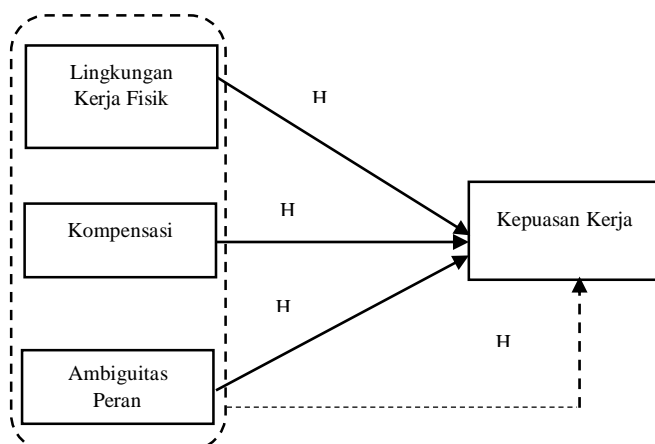 Lingkungan
Kerja Fisik
H
Kompensasi
H
Kepuasan Kerja
H
H
Ambiguitas
Peran